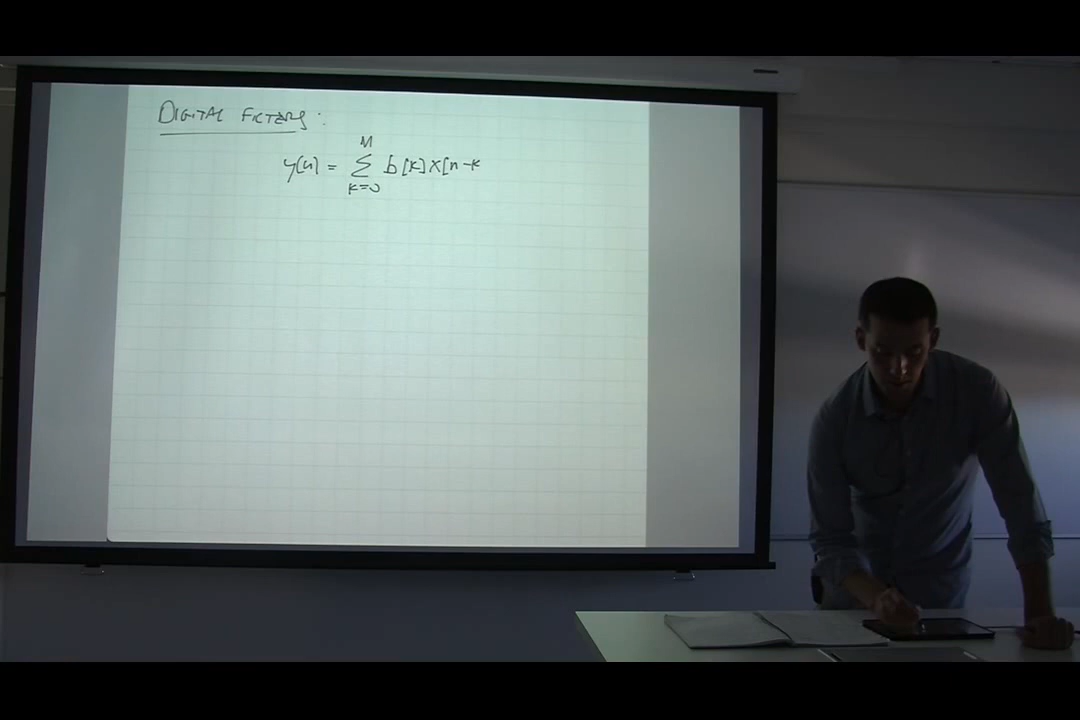 DIGITAL FILTERS:
M
y[n] = ∑ b[k]x[n-k
k=0